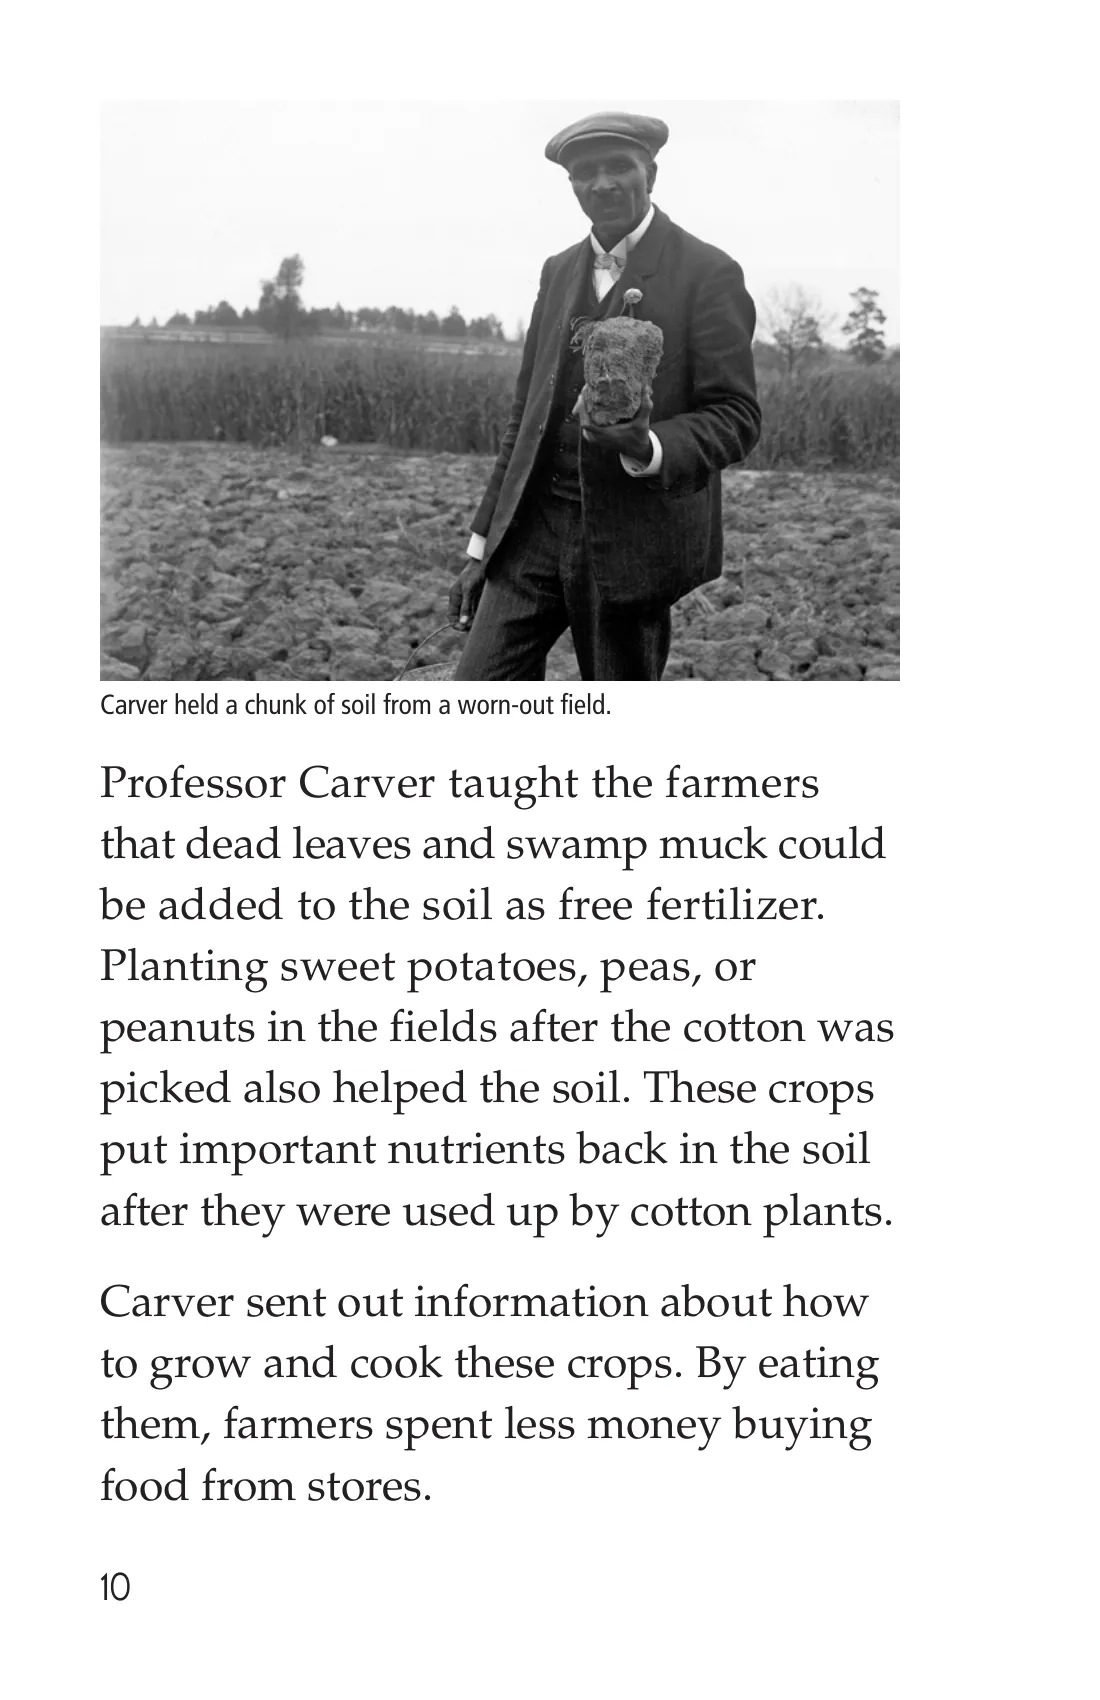 Carver held a chunk of soil from a worn-out field.
Professor Carver taught the farmers
that dead leaves and swamp muck could
be added to the soil as free fertilizer.
Planting sweet potatoes, peas, or
peanuts in the fields after the cotton was
picked also helped the soil. These crops
put important nutrients back in the soil
after they were used up by cotton plants.
Carver sent out information about how
to grow and cook these crops. By eating
them, farmers spent less money buying
food from stores.
10